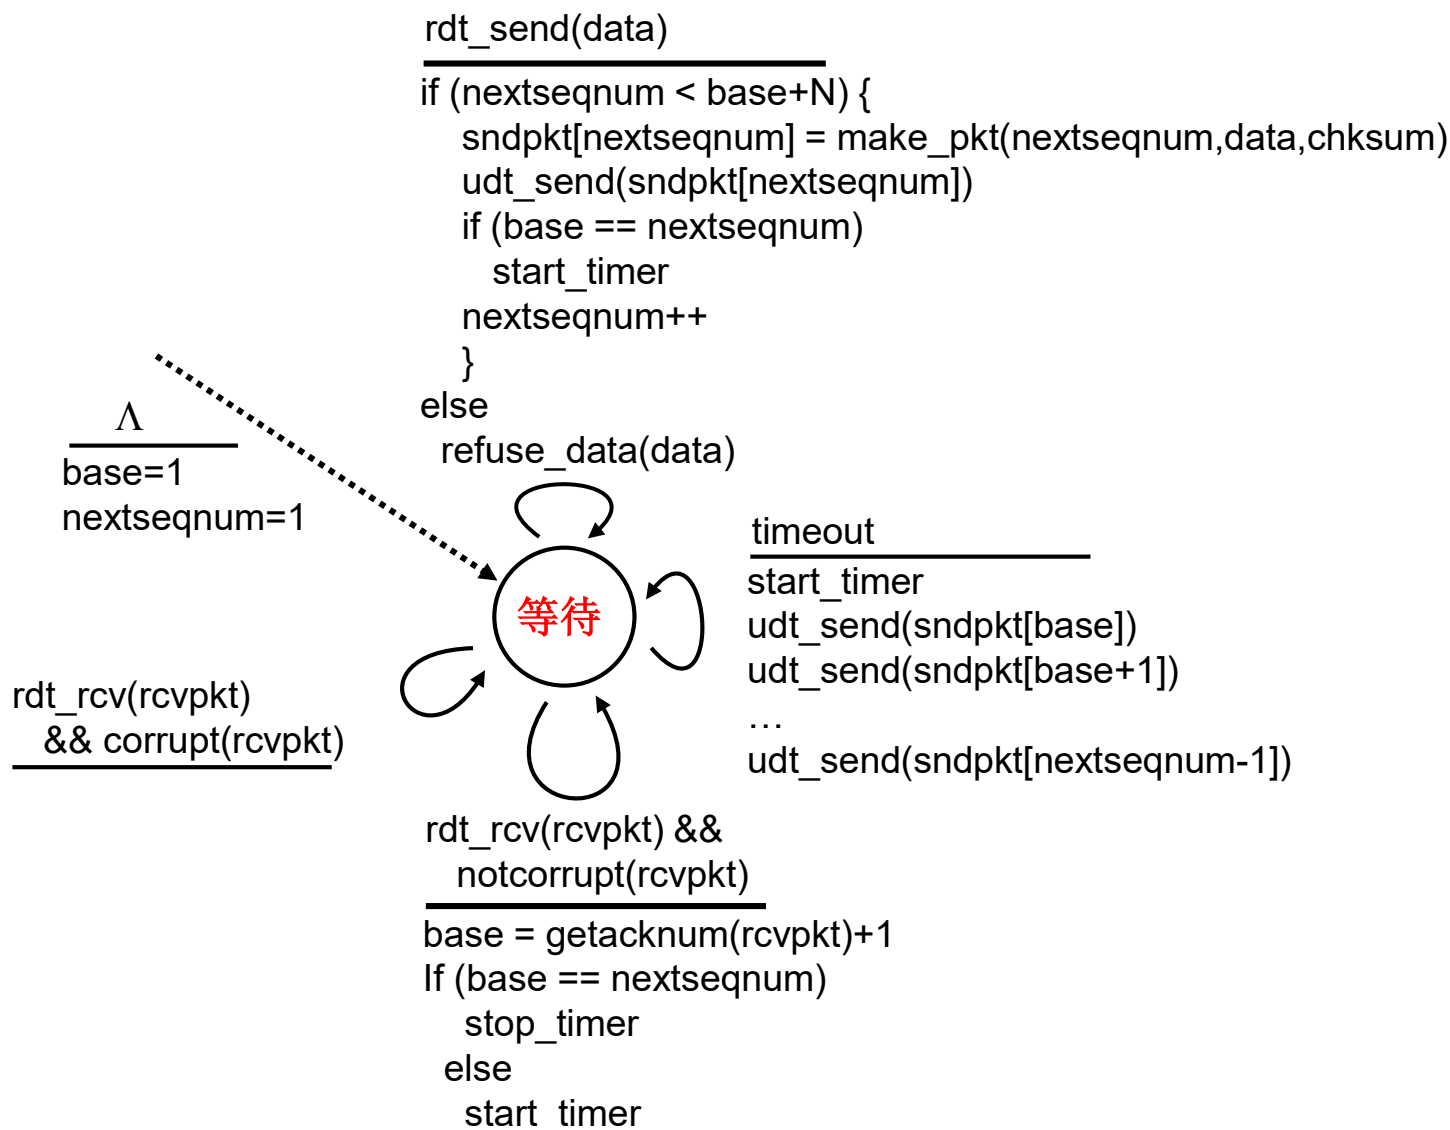 rdt_send(data)
if (nextseqnum < base+N) {
sndpkt[nextseqnum] = make_pkt(nextseqnum,data,chksum)
udt_send(sndpkt[nextseqnum])
if (base == nextseqnum)
start_timer
nextseqnum++
}
else
refuse_data(data)
Λ
base=1
nextseqnum=1
等待
timeout
start_timer
udt_send(sndpkt[base])
udt_send(sndpkt[base+1])
…
udt_send(sndpkt[nextseqnum-1])
rdt_rcv(rcvpkt)
&& corrupt(rcvpkt)
rdt_rcv(rcvpkt) &&
notcorrupt(rcvpkt)
base = getacknum(rcvpkt)+1
If (base == nextseqnum)
stop_timer
else
start_timer